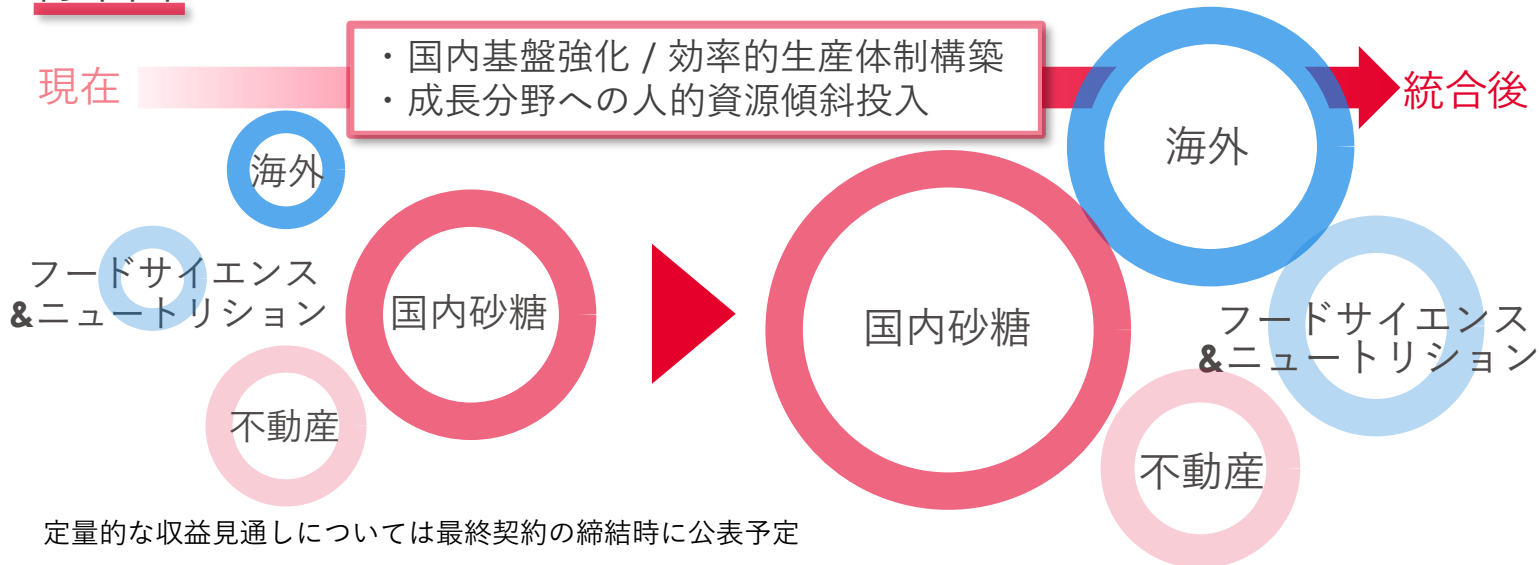 ・国内基盤強化 / 効率的生産体制構築
・成長分野への人的資源傾斜投入
現在
統合後
海外
フードサイエンス
&ニュートリション
国内砂糖
不動産
海外
国内砂糖
フードサイエンス
&ニュートリション
不動産
定量的な収益見通しについては最終契約の締結時に公表予定